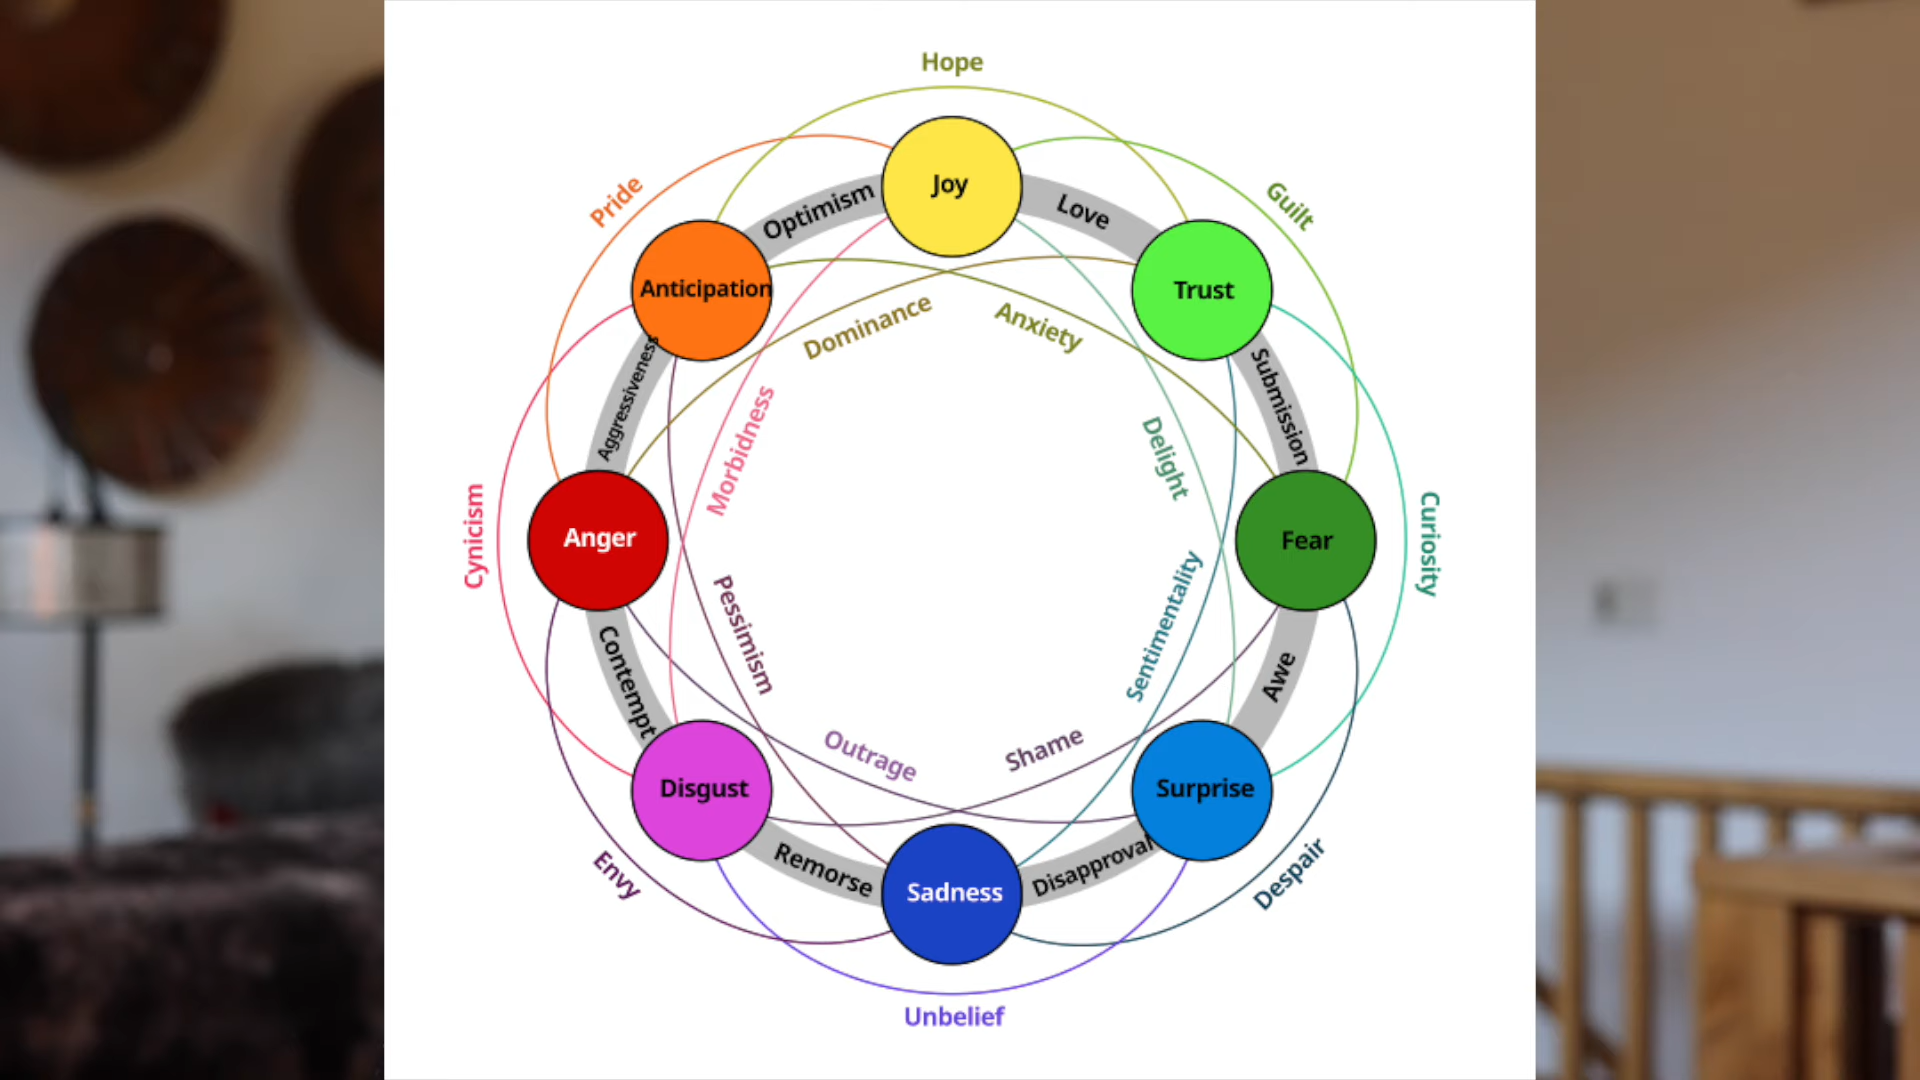 Hope
Pride
Joy
Guilt
Optimism
Love
Anticipation
Trust
Dominance
Anxiety
Aggressiveness
Submission
Morbidness
Delight
Cynicism
Anger
Fear
Curiosity
Contempt
Pessimism
Sentimentality
Awe
Outrage
Shame
Disgust
Surprise
Envy
Remorse
Sadness
Disapproval
Despair
Unbelief